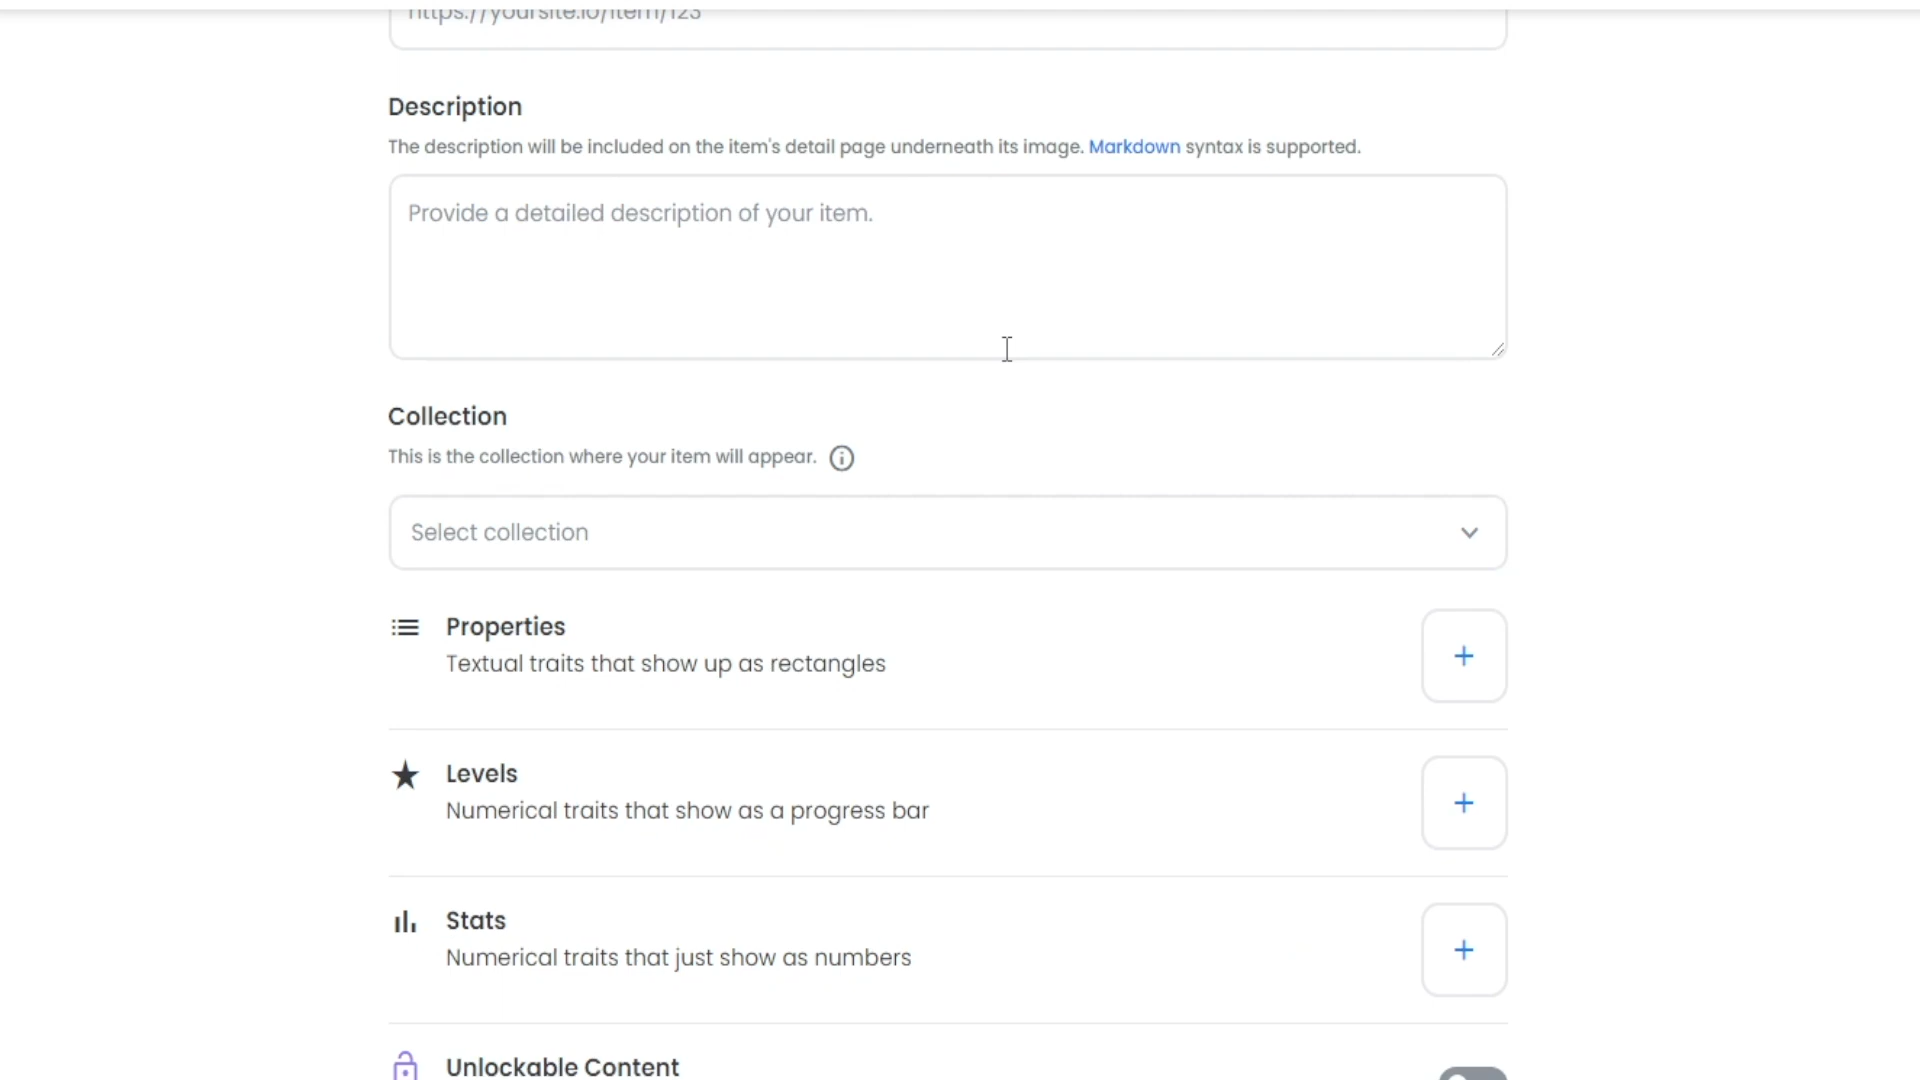 https://yoursite.io/item/123
Description
The description will be included on the item's detail page underneath its image. Markdown syntax is supported.
Provide a detailed description of your item.
Collection
This is the collection where your item will appear.
Select collection
Properties
Textual traits that show up as rectangles
Levels
Numerical traits that show as a progress bar
Stats
Numerical traits that just show as numbers
Unlockable Content